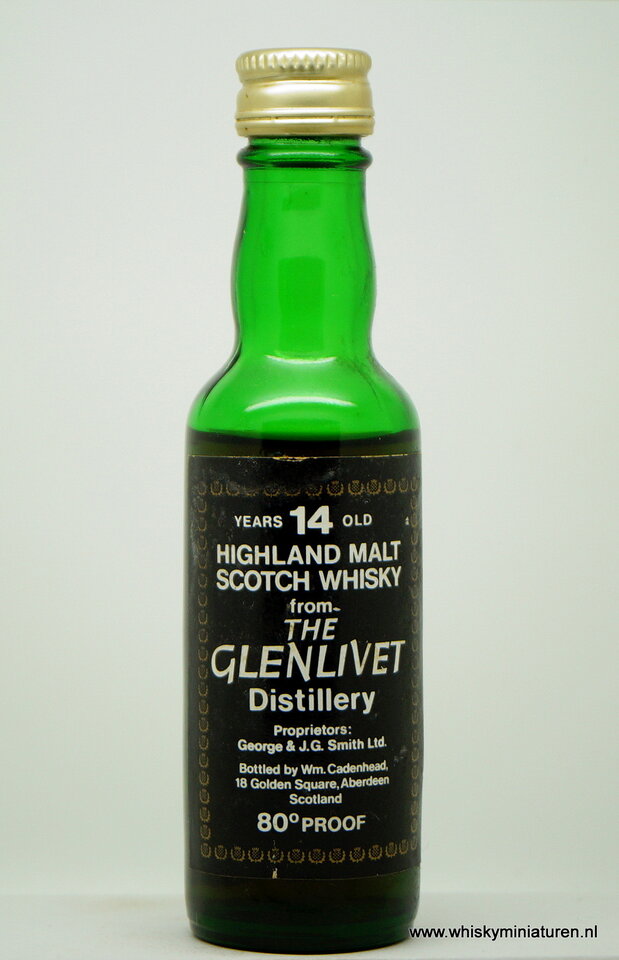 YEARS 14 OLD
HIGHLAND MALT
SCOTCH WHISKY
from
THE
GLENLIVET
Distillery
Proprietors:
George & J.G. Smith Ltd.
Bottled by Wm. Cadenhead,
18 Golden Square, Aberdeen
Scotland
80º PROOF
www.whiskyminiaturen.nl